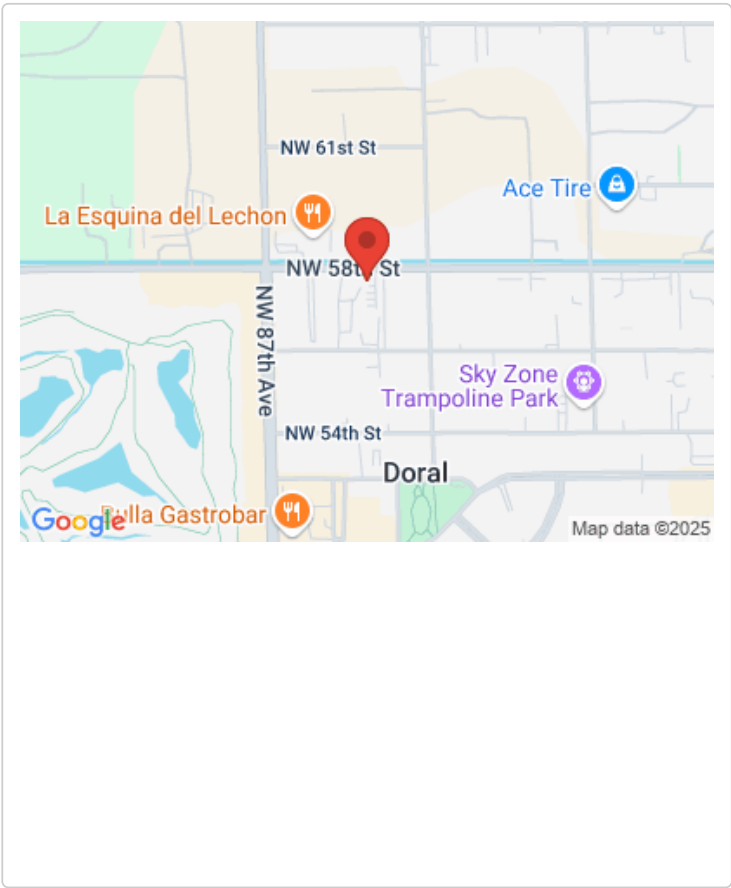 NW 61st St
Ace Tire
La Esquina del Lechon
NW 58th St
NW 87th Ave
Sky Zone
Trampoline Park
NW 54th St
Doral
Google
Bulla Gastrobar
Map data ©2025